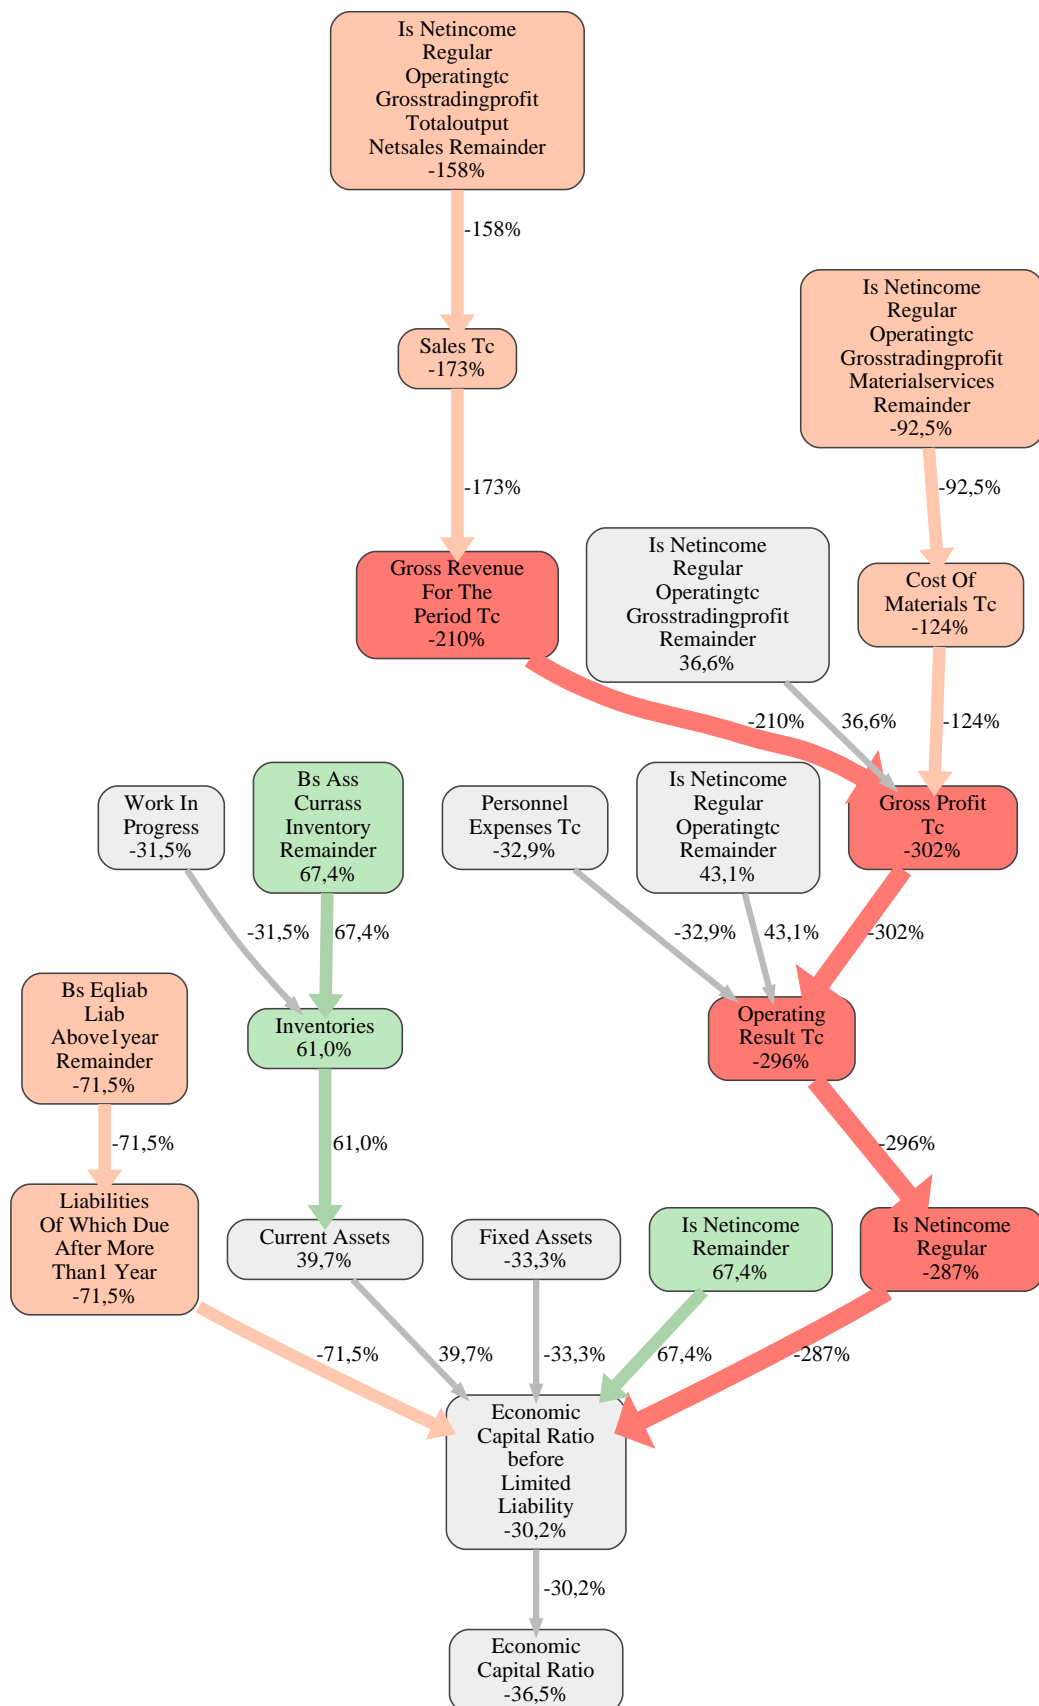 Is Netincome
Regular
Operatingtc
Grosstradingprofit
Totaloutput
Netsales Remainder
-158%
-158%
Is Netincome
Regular
Operatingtc
Grosstradingprofit
Materialservices
Remainder
-92,5%
Sales Tc
-173%
-173%
-92,5%
Gross Revenue
For The
Period Tc
-210%
Is Netincome
Regular
Operatingtc
Grosstradingprofit
Remainder
36,6%
Cost Of
Materials Tc
-124%
-210%
36,6%
-124%
Work In
Progress
-31,5%
Bs Ass
Currass
Inventory
Remainder
67,4%
Personnel
Expenses Tc
-32,9%
Is Netincome
Regular
Operatingtc
Remainder
43,1%
Gross Profit
Tc
-302%
-31,5%
67,4%
-32,9%
43,1%
-302%
Bs Eqliab
Liab
Above1year
Remainder
-71,5%
Inventories
61,0%
Operating
Result Tc
-296%
-71,5%
61,0%
-296%
Liabilities
Of Which Due
After More
Than1 Year
-71,5%
Current Assets
39,7%
Fixed Assets
-33,3%
Is Netincome
Remainder
67,4%
Is Netincome
Regular
-287%
-71,5%
39,7%
-33,3%
67,4%
-287%
Economic
Capital Ratio
before
Limited
Liability
-30,2%
-30,2%
Economic
Capital Ratio
-36,5%